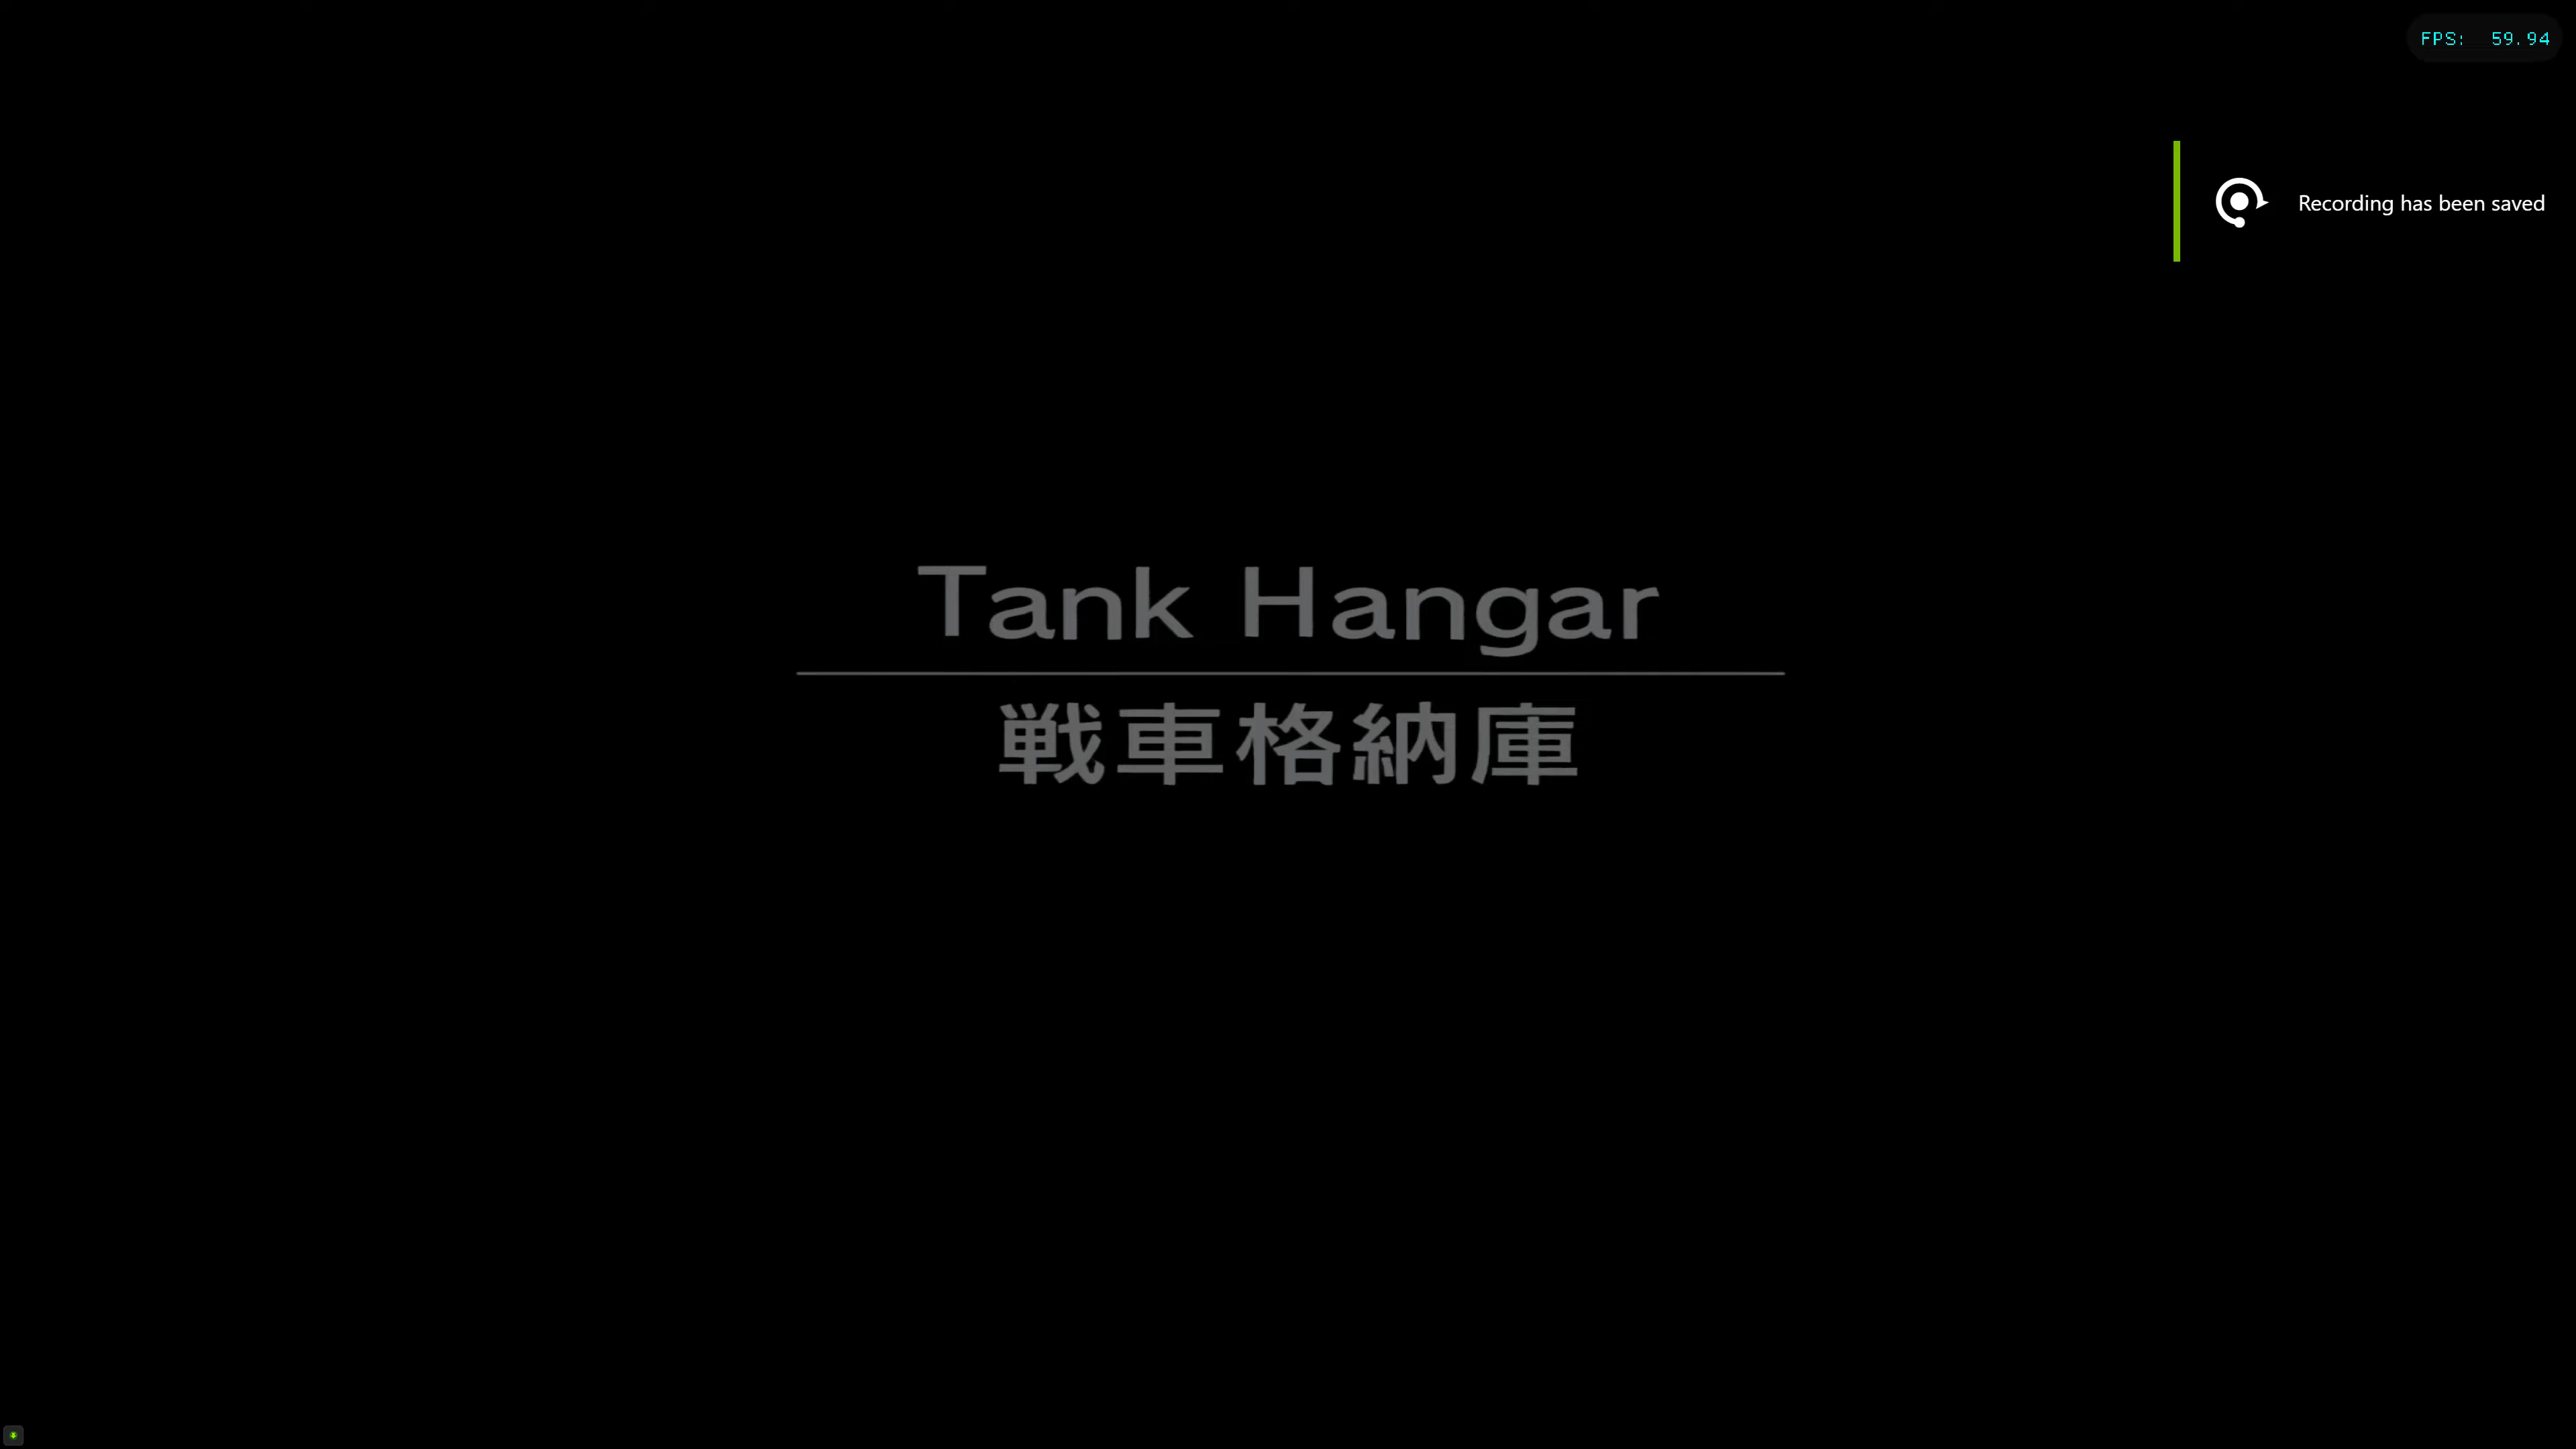 FPS: 59.94
Recording has been saved
Tank Hangar
戦車格納庫